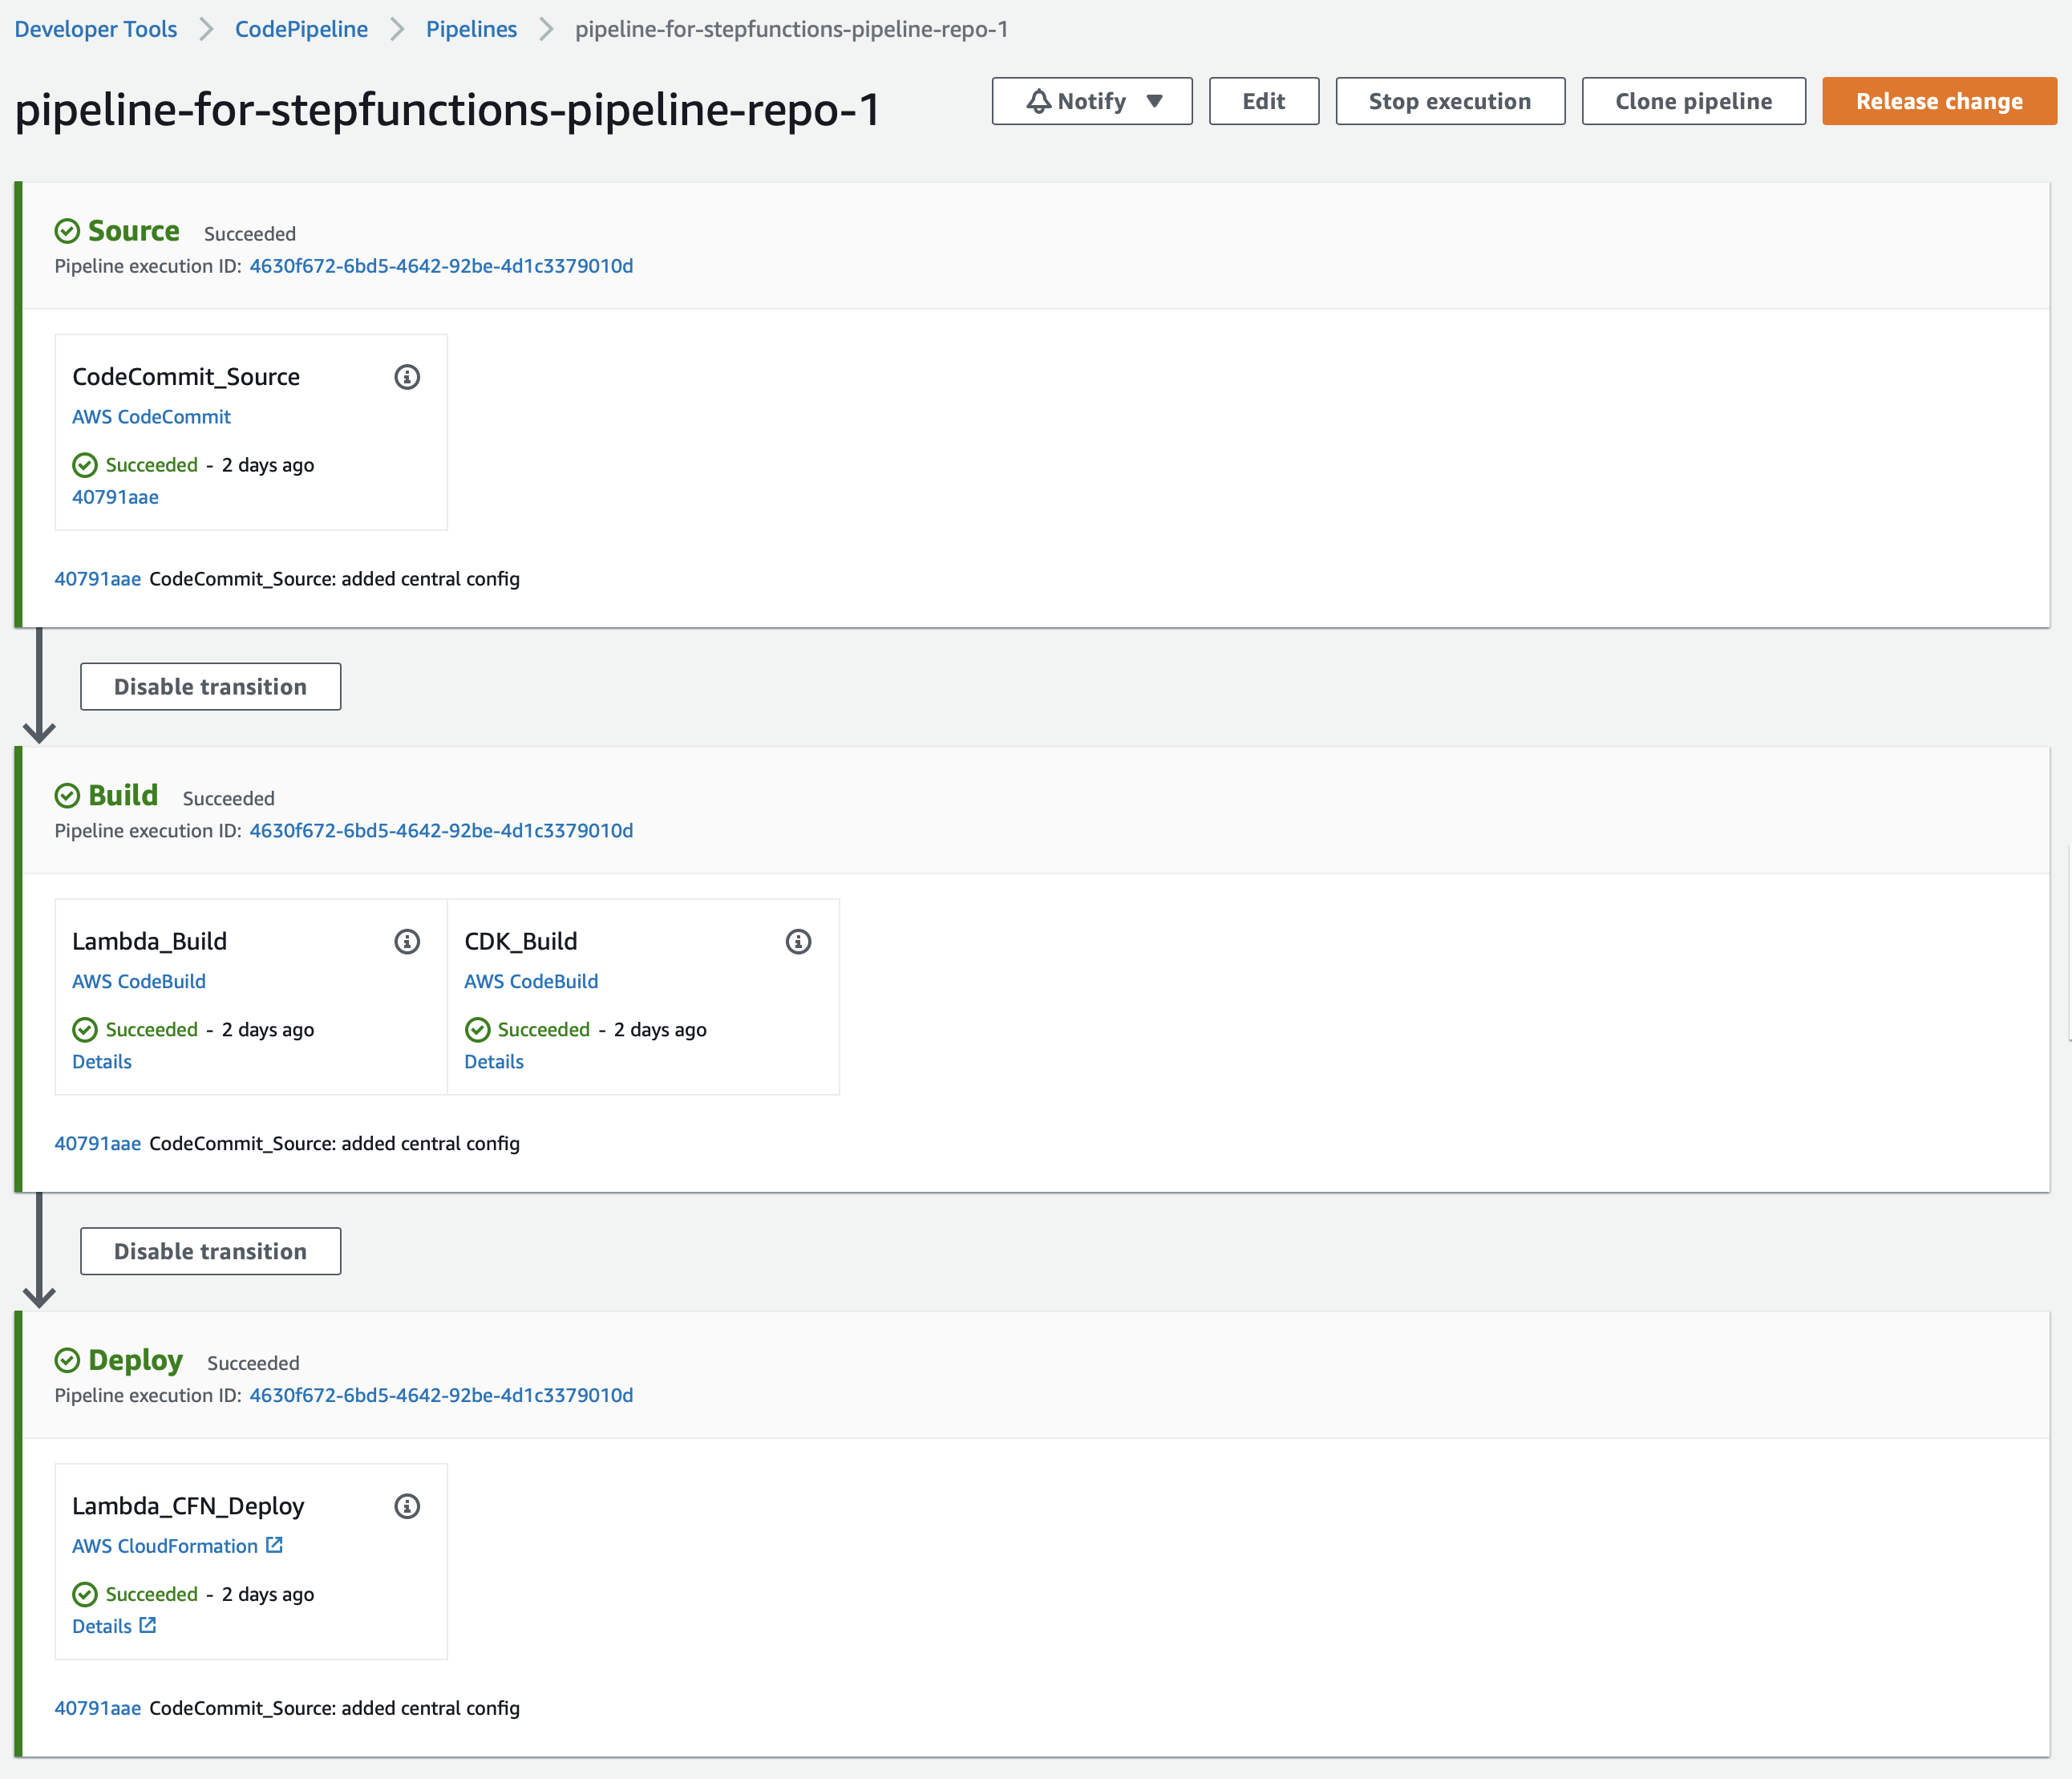 Developer Tools > CodePipeline > Pipelines > pipeline-for-stepfunctions-pipeline-repo-1
pipeline-for-stepfunctions-pipeline-repo-1
Notify Edit Stop execution Clone pipeline Release change
Source Succeeded
Pipeline execution ID: 4630f672-6bd5-4642-92be-4d1c3379010d
CodeCommit_Source
AWS CodeCommit
Succeeded - 2 days ago
40791aae
40791aae CodeCommit_Source: added central config
Disable transition
Build Succeeded
Pipeline execution ID: 4630f672-6bd5-4642-92be-4d1c3379010d
Lambda_Build
AWS CodeBuild
Succeeded - 2 days ago
Details
CDK_Build
AWS CodeBuild
Succeeded - 2 days ago
Details
40791aae CodeCommit_Source: added central config
Disable transition
Deploy Succeeded
Pipeline execution ID: 4630f672-6bd5-4642-92be-4d1c3379010d
Lambda_CFN_Deploy
AWS CloudFormation
Succeeded - 2 days ago
Details
40791aae CodeCommit_Source: added central config